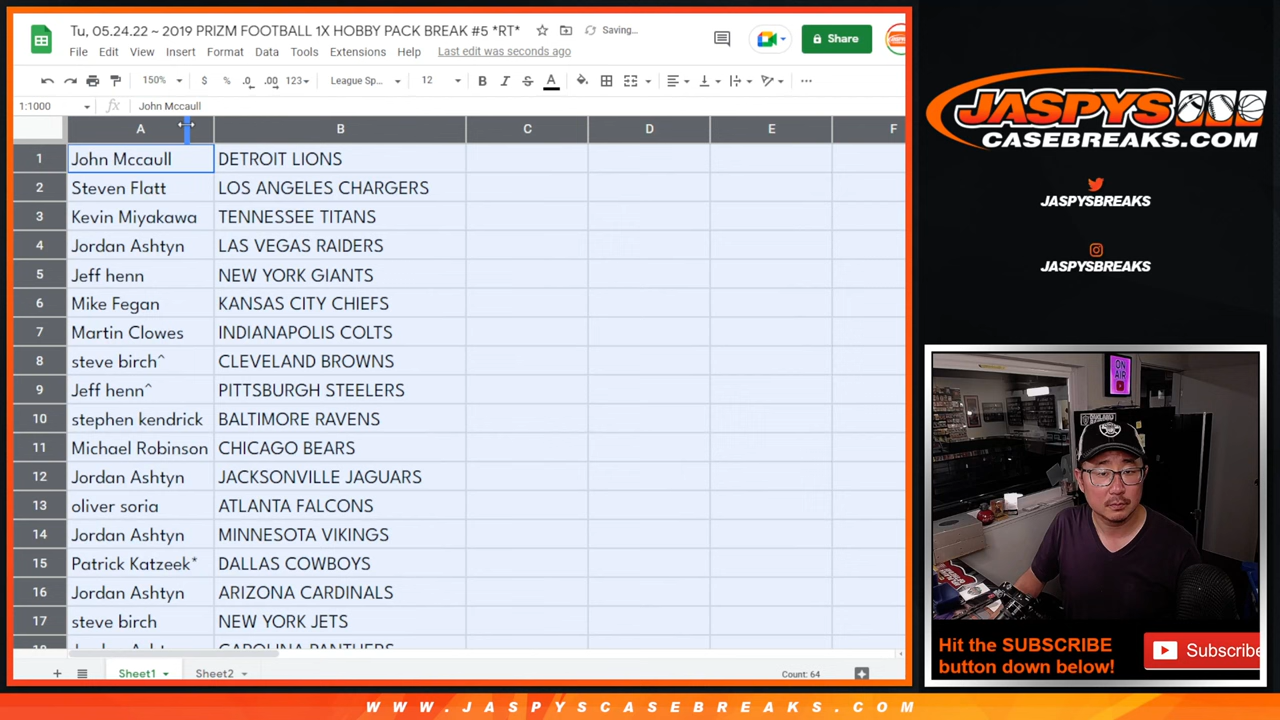 Tu, 05.24.22 ~ 2019 PRIZM FOOTBALL 1X HOBBY PACK BREAK #5 *RT* Saving...
File Edit View Insert Format Data Tools Extensions Help Last edit was seconds ago
Share
150% $ % .0 .00 123 League Sp... 12 B I S A
1:1000 fx John Mccaull
A B C D E F
1 John Mccaull DETROIT LIONS
2 Steven Flatt LOS ANGELES CHARGERS
3 Kevin Miyakawa TENNESSEE TITANS
4 Jordan Ashtyn LAS VEGAS RAIDERS
5 Jeff henn NEW YORK GIANTS
6 Mike Fegan KANSAS CITY CHIEFS
7 Martin Clowes INDIANAPOLIS COLTS
8 steve birch^ CLEVELAND BROWNS
9 Jeff henn^ PITTSBURGH STEELERS
10 stephen kendrick BALTIMORE RAVENS
11 Michael Robinson CHICAGO BEARS
12 Jordan Ashtyn JACKSONVILLE JAGUARS
13 oliver soria ATLANTA FALCONS
14 Jordan Ashtyn MINNESOTA VIKINGS
15 Patrick Katzeek* DALLAS COWBOYS
16 Jordan Ashtyn ARIZONA CARDINALS
17 steve birch NEW YORK JETS
18 Jordan Ashtyn CAROLINA PANTHERS
Sheet1 Sheet2 Count: 64
JASPYS
CASEBREAKS.COM
JASPYSBREAKS
JASPYSBREAKS
ON
AIR
Hit the SUBSCRIBE
button down below!
Subscribe
WWW.JASPYSCASEBREAKS.COM